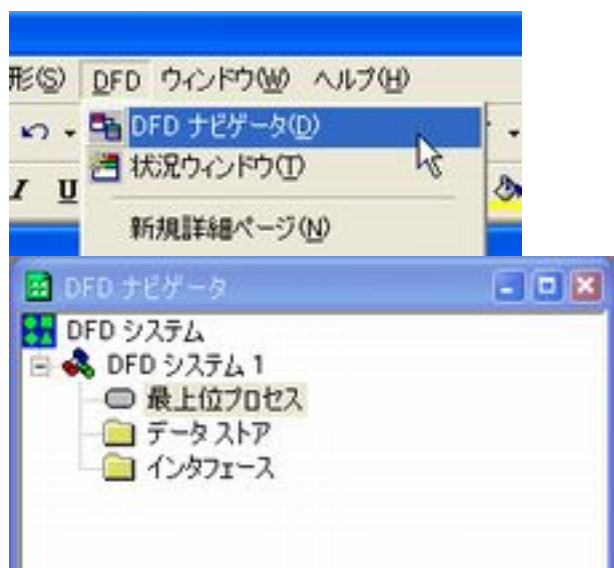 形(S) DFD ウィンドウ(W) ヘルプ(H)
DFD ナビゲータ(D)
状況ウィンドウ(T)
I U
新規詳細ページ(N)
DFD ナビゲータ
DFD システム
DFD システム 1
最上位プロセス
データ ストア
インタフェース